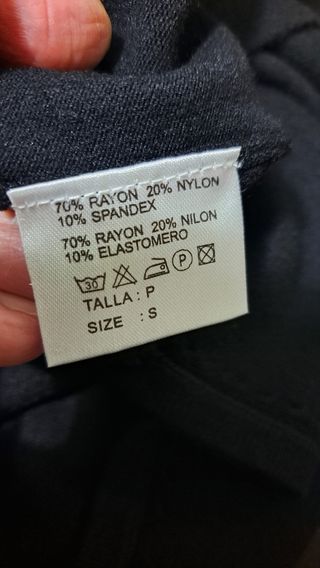 70% RAYON 20% NYLON
10% SPANDEX
70% RAYON 20% NILON
10% ELASTOMERO
30 P
TALLA : P
SIZE : S